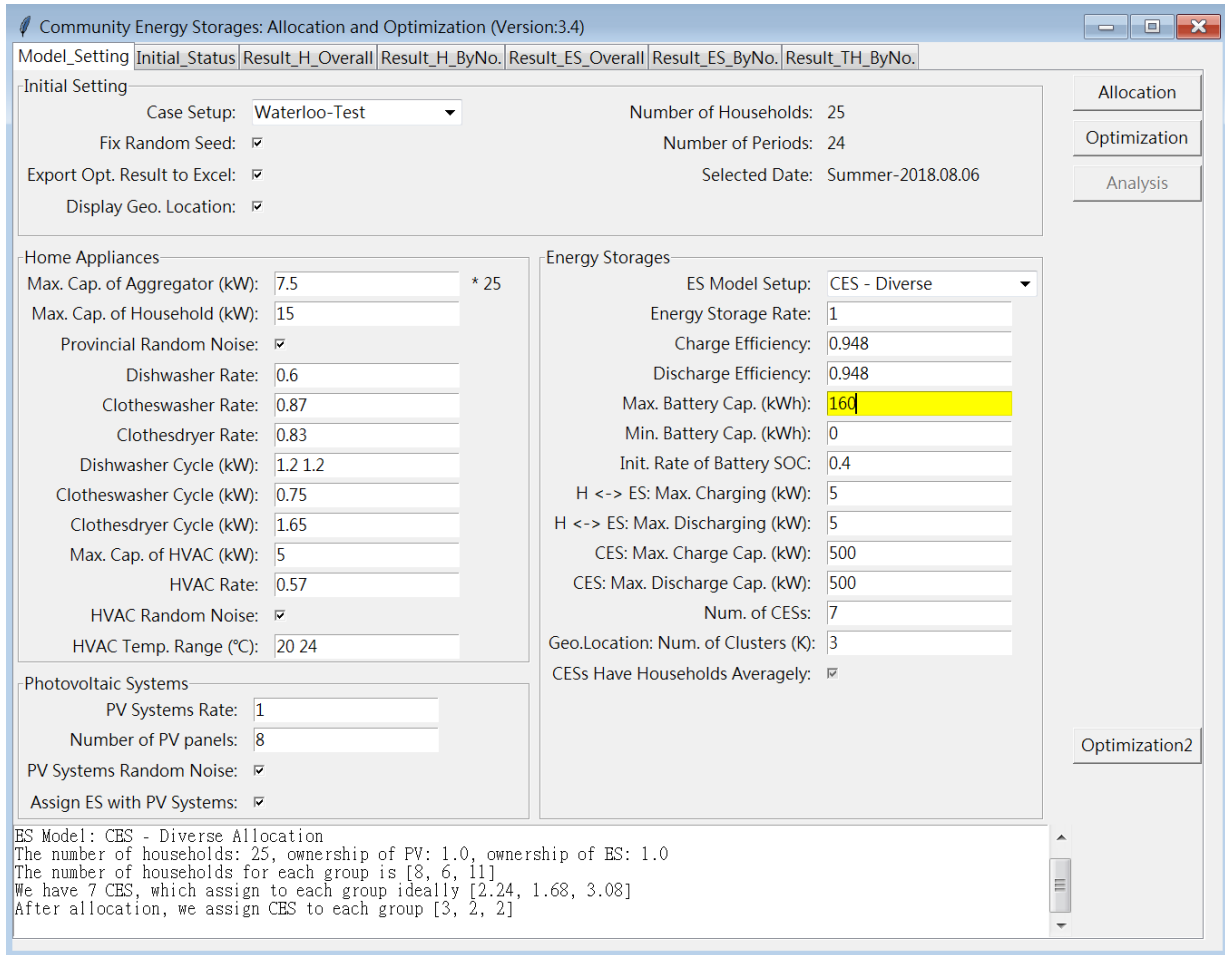 Community Energy Storages: Allocation and Optimization (Version:3.4)
Model_Setting Initial_Status Result_H_Overall Result_H_ByNo. Result_ES_Overall Result_ES_ByNo. Result_TH_ByNo.
Initial Setting
Case Setup: Waterloo-Test
Fix Random Seed:
Export Opt. Result to Excel:
Display Geo. Location:
Number of Households: 25
Number of Periods: 24
Selected Date: Summer-2018.08.06
Allocation
Optimization
Analysis
Home Appliances
Max. Cap. of Aggregator (kW): 7.5 * 25
Max. Cap. of Household (kW): 15
Provincial Random Noise:
Dishwasher Rate: 0.6
Clotheswasher Rate: 0.87
Clothesdryer Rate: 0.83
Dishwasher Cycle (kW): 1.2 1.2
Clotheswasher Cycle (kW): 0.75
Clothesdryer Cycle (kW): 1.65
Max. Cap. of HVAC (kW): 5
HVAC Rate: 0.57
HVAC Random Noise:
HVAC Temp. Range (℃): 20 24
Photovoltaic Systems
PV Systems Rate: 1
Number of PV panels: 8
PV Systems Random Noise:
Assign ES with PV Systems:
Energy Storages
ES Model Setup: CES - Diverse
Energy Storage Rate: 1
Charge Efficiency: 0.948
Discharge Efficiency: 0.948
Max. Battery Cap. (kWh): 160
Min. Battery Cap. (kWh): 0
Init. Rate of Battery SOC: 0.4
H <-> ES: Max. Charging (kW): 5
H <-> ES: Max. Discharging (kW): 5
CES: Max. Charge Cap. (kW): 500
CES: Max. Discharge Cap. (kW): 500
Num. of CESs: 7
Geo.Location: Num. of Clusters (K): 3
CESs Have Households Averagely:
Optimization2
ES Model: CES - Diverse Allocation
The number of households: 25, ownership of PV: 1.0, ownership of ES: 1.0
The number of households for each group is [8, 6, 11]
We have 7 CES, which assign to each group ideally [2.24, 1.68, 3.08]
After allocation, we assign CES to each group [3, 2, 2]